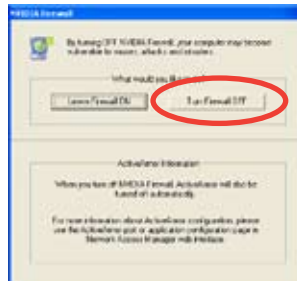 NVIDIA Firewall
By turning OFF NVIDIA Firewall, your computer may become
vulnerable to viruses, attacks and intruders.
What would you like to do?
Leave Firewall ON
Turn Firewall OFF
ActiveArmor Information
When you turn off NVIDIA Firewall, ActiveArmor will also be
turned off automatically.
For more information about ActiveArmor configuration, please
use the ActiveArmor port or application configuration page in
Network Access Manager web interface.